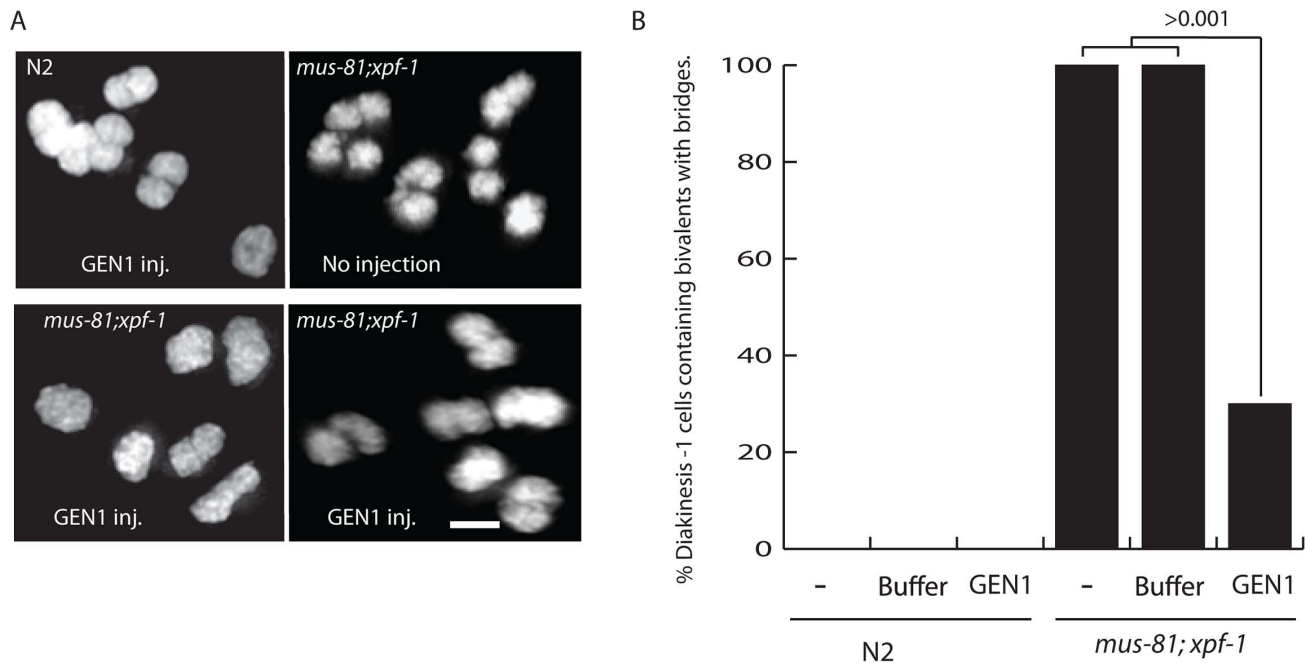 A
N2
GEN1 inj.
mus-81;xpf-1
No injection
mus-81;xpf-1
GEN1 inj.
mus-81;xpf-1
GEN1 inj.
B
>0.001
% Diakinesis -1 cells containing bivalents with bridges.
100
80
60
40
20
0
– Buffer GEN1 – Buffer GEN1
N2 mus-81; xpf-1